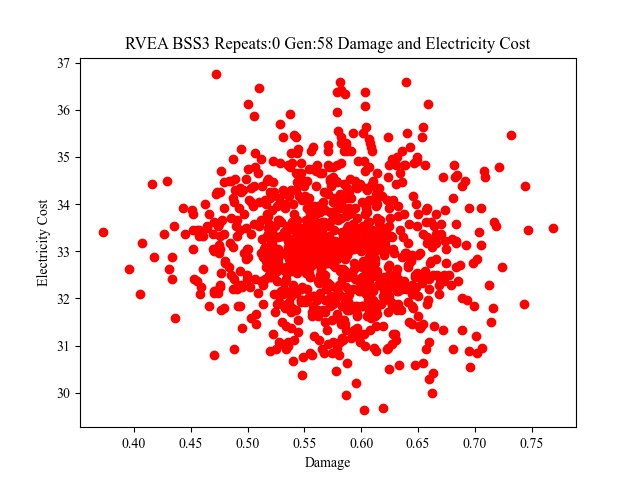 RVEA BSS3 Repeats:0 Gen:58 Damage and Electricity Cost
37
36
35
34
33
32
31
30
Electricity Cost
0.40 0.45 0.50 0.55 0.60 0.65 0.70 0.75
Damage